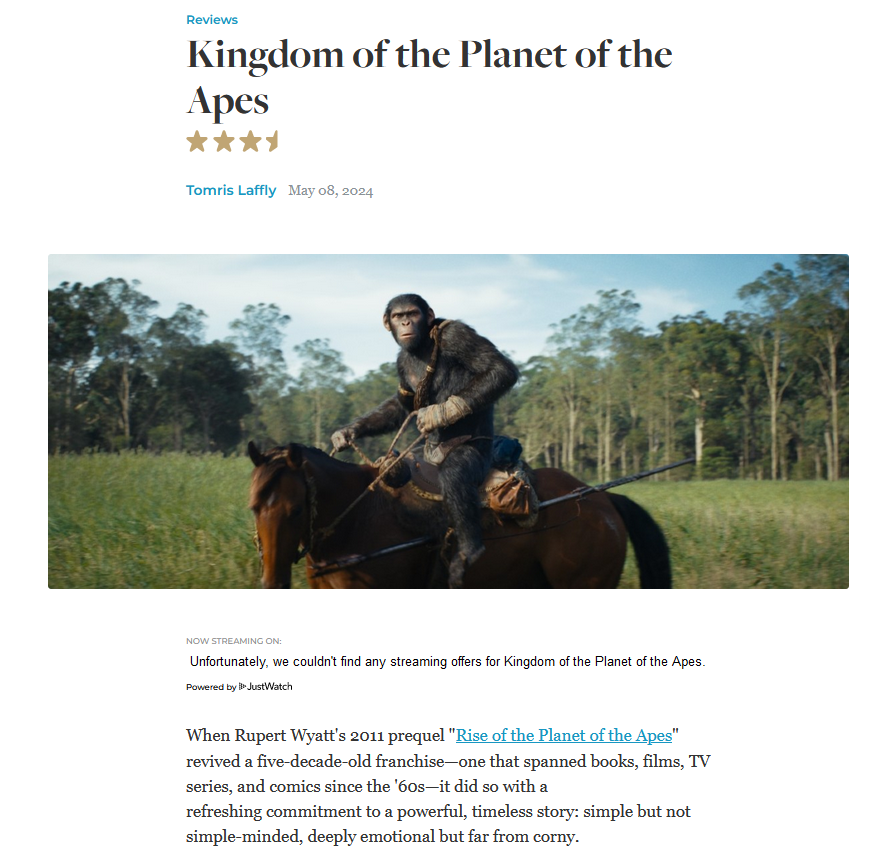 Reviews
Kingdom of the Planet of the
Apes
Tomris Laffly May 08, 2024
NOW STREAMING ON:
Unfortunately, we couldn't find any streaming offers for Kingdom of the Planet of the Apes.
Powered by JustWatch
When Rupert Wyatt's 2011 prequel "Rise of the Planet of the Apes"
revived a five-decade-old franchise—one that spanned books, films, TV
series, and comics since the '60s—it did so with a
refreshing commitment to a powerful, timeless story: simple but not
simple-minded, deeply emotional but far from corny.